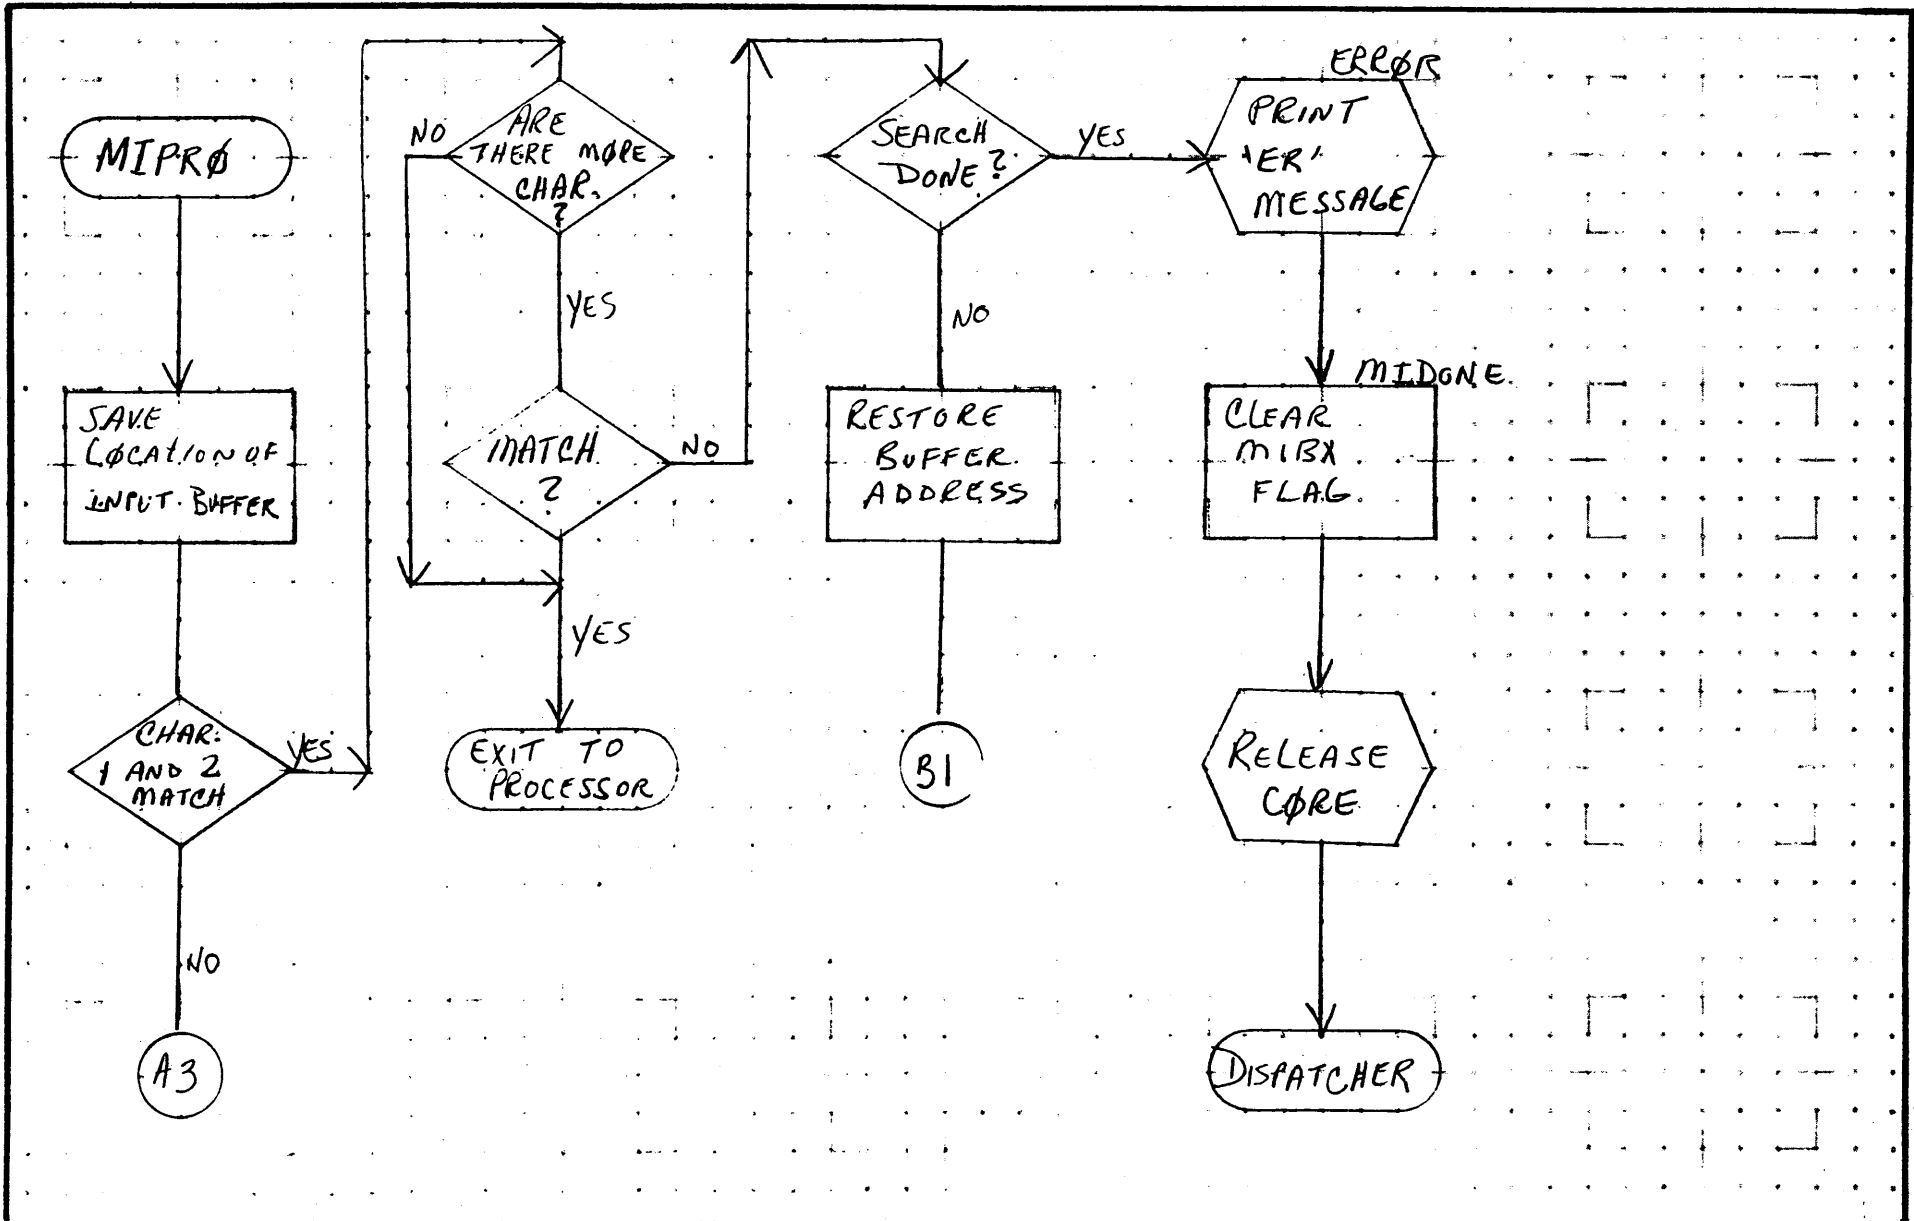 MIPRØ
SAVE
LØCATION OF
INPUT BUFFER
CHAR.
1 AND 2
MATCH
YES
NO
A3
ARE
THERE MØRE
CHAR.
?
NO
YES
MATCH
?
NO
YES
EXIT TO
PROCESSOR
SEARCH
DONE?
YES
NO
RESTORE
BUFFER
ADDRESS
B1
ERRØR
PRINT
'ER'
MESSAGE
MIDONE
CLEAR
MIBX
FLAG.
RELEASE
CØRE
DISPATCHER